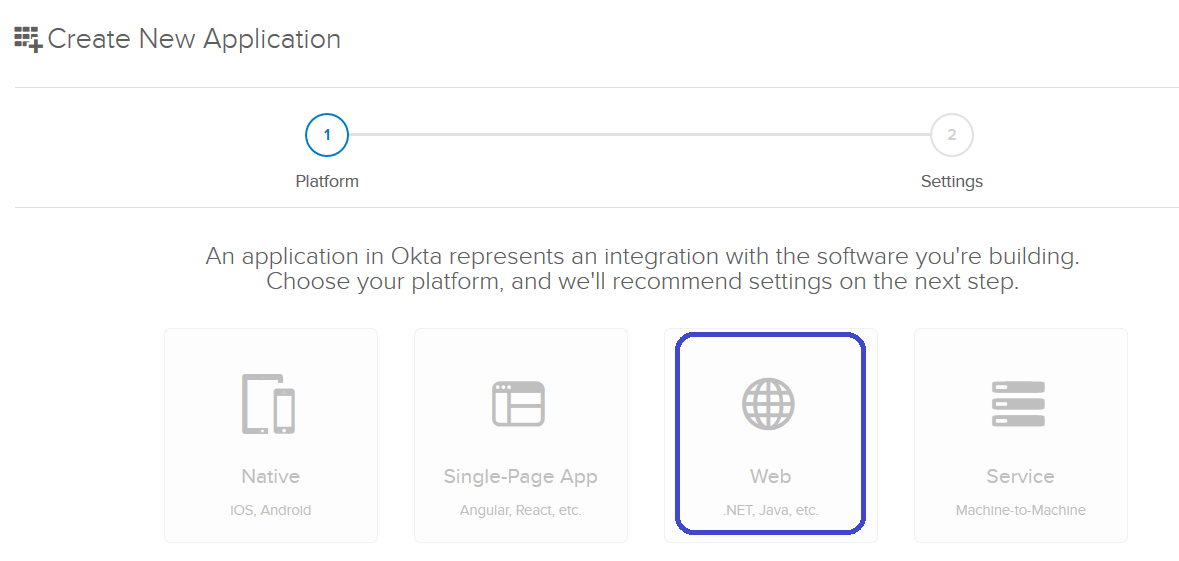 Create New Application
1
2
Platform
Settings
An application in Okta represents an integration with the software you're building.
Choose your platform, and we'll recommend settings on the next step.
Native
Single-Page App
Web
Service
iOS, Android
Angular, React, etc.
.NET, Java, etc.
Machine-to-Machine